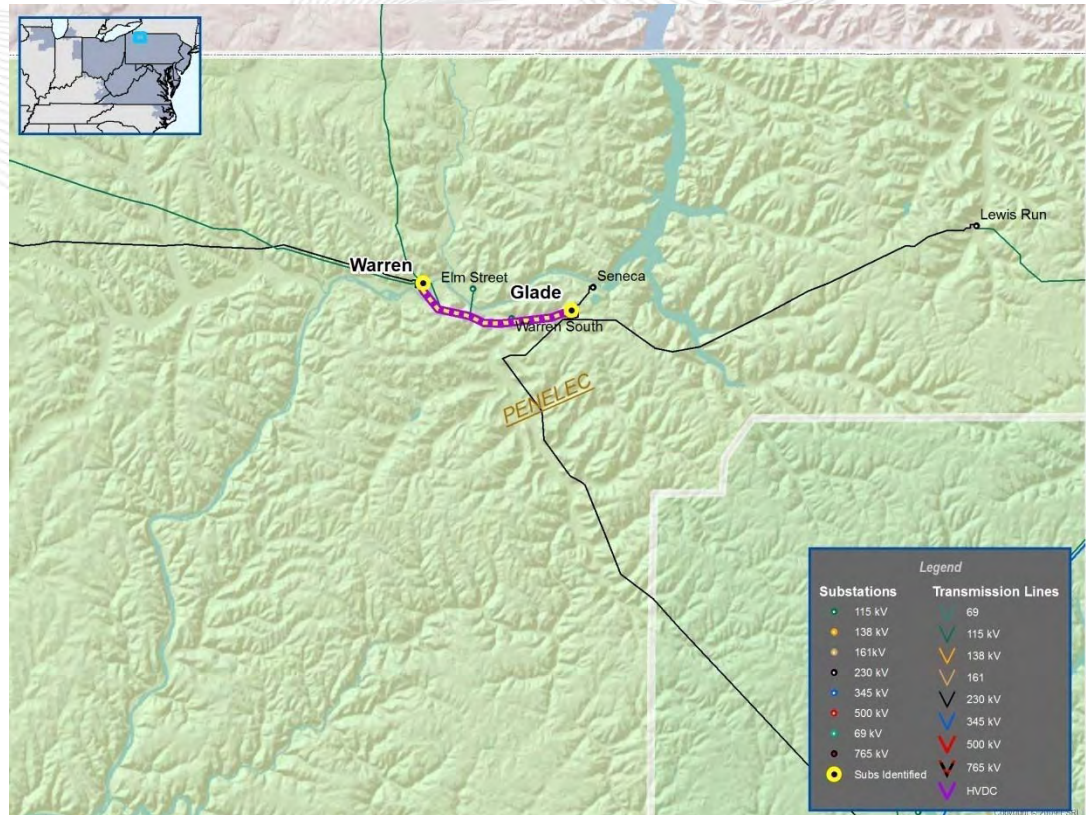 Lewis Run
Warren
Elm Street
Seneca
Glade
Warren South
PENELEC
Legend
Substations
Transmission Lines
115 kV
69
138 kV
115 kV
161kV
138 kV
230 kV
161
345 kV
230 kV
500 kV
345 kV
69 kV
500 kV
765 kV
765 kV
Subs Identified
HVDC